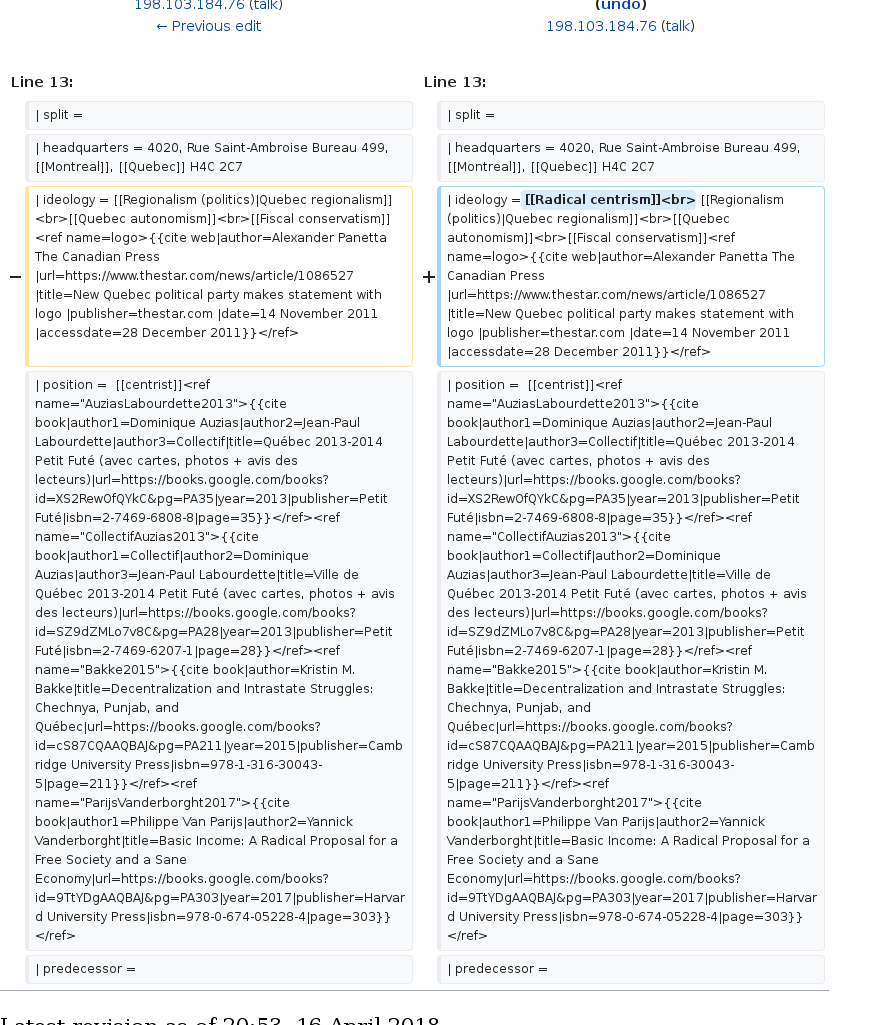 198.103.184.76 (talk)
← Previous edit
(undo)
198.103.184.76 (talk)
Line 13:
Line 13:
| split =
| split =
| headquarters = 4020, Rue Saint-Ambroise Bureau 499,
[[Montreal]], [[Quebec]] H4C 2C7
| headquarters = 4020, Rue Saint-Ambroise Bureau 499,
[[Montreal]], [[Quebec]] H4C 2C7
−
| ideology = [[Regionalism (politics)|Quebec regionalism]]
<br>[[Quebec autonomism]]<br>[[Fiscal conservatism]]
<ref name=logo>{{cite web|author=Alexander Panetta
The Canadian Press
|url=https://www.thestar.com/news/article/1086527
|title=New Quebec political party makes statement with
logo |publisher=thestar.com |date=14 November 2011
|accessdate=28 December 2011}}</ref>
+
| ideology = [[Radical centrism]]<br> [[Regionalism
(politics)|Quebec regionalism]]<br>[[Quebec
autonomism]]<br>[[Fiscal conservatism]]<ref
name=logo>{{cite web|author=Alexander Panetta The
Canadian Press
|url=https://www.thestar.com/news/article/1086527
|title=New Quebec political party makes statement with
logo |publisher=thestar.com |date=14 November 2011
|accessdate=28 December 2011}}</ref>
| position =  [[centrist]]<ref
name="AuziasLabourdette2013">{{cite
book|author1=Dominique Auzias|author2=Jean-Paul
Labourdette|author3=Collectif|title=Québec 2013-2014
Petit Futé (avec cartes, photos + avis des
lecteurs)|url=https://books.google.com/books?
id=XS2RewOfQYkC&pg=PA35|year=2013|publisher=Petit
Futé|isbn=2-7469-6808-8|page=35}}</ref><ref
name="CollectifAuzias2013">{{cite
book|author1=Collectif|author2=Dominique
Auzias|author3=Jean-Paul Labourdette|title=Ville de
Québec 2013-2014 Petit Futé (avec cartes, photos + avis
des lecteurs)|url=https://books.google.com/books?
id=SZ9dZMLo7v8C&pg=PA28|year=2013|publisher=Petit
Futé|isbn=2-7469-6207-1|page=28}}</ref><ref
name="Bakke2015">{{cite book|author=Kristin M.
Bakke|title=Decentralization and Intrastate Struggles:
Chechnya, Punjab, and
Québec|url=https://books.google.com/books?
id=cS87CQAAQBAJ&pg=PA211|year=2015|publisher=Camb
ridge University Press|isbn=978-1-316-30043-
5|page=211}}</ref><ref
name="ParijsVanderborght2017">{{cite
book|author1=Philippe Van Parijs|author2=Yannick
Vanderborght|title=Basic Income: A Radical Proposal for a
Free Society and a Sane
Economy|url=https://books.google.com/books?
id=9TtYDgAAQBAJ&pg=PA303|year=2017|publisher=Harvar
d University Press|isbn=978-0-674-05228-4|page=303}}
</ref>
| position =  [[centrist]]<ref
name="AuziasLabourdette2013">{{cite
book|author1=Dominique Auzias|author2=Jean-Paul
Labourdette|author3=Collectif|title=Québec 2013-2014
Petit Futé (avec cartes, photos + avis des
lecteurs)|url=https://books.google.com/books?
id=XS2RewOfQYkC&pg=PA35|year=2013|publisher=Petit
Futé|isbn=2-7469-6808-8|page=35}}</ref><ref
name="CollectifAuzias2013">{{cite
book|author1=Collectif|author2=Dominique
Auzias|author3=Jean-Paul Labourdette|title=Ville de
Québec 2013-2014 Petit Futé (avec cartes, photos + avis
des lecteurs)|url=https://books.google.com/books?
id=SZ9dZMLo7v8C&pg=PA28|year=2013|publisher=Petit
Futé|isbn=2-7469-6207-1|page=28}}</ref><ref
name="Bakke2015">{{cite book|author=Kristin M.
Bakke|title=Decentralization and Intrastate Struggles:
Chechnya, Punjab, and
Québec|url=https://books.google.com/books?
id=cS87CQAAQBAJ&pg=PA211|year=2015|publisher=Camb
ridge University Press|isbn=978-1-316-30043-
5|page=211}}</ref><ref
name="ParijsVanderborght2017">{{cite
book|author1=Philippe Van Parijs|author2=Yannick
Vanderborght|title=Basic Income: A Radical Proposal for a
Free Society and a Sane
Economy|url=https://books.google.com/books?
id=9TtYDgAAQBAJ&pg=PA303|year=2017|publisher=Harvar
d University Press|isbn=978-0-674-05228-4|page=303}}
</ref>
| predecessor =
| predecessor =
Latest revision as of 20:53, 16 April 2018